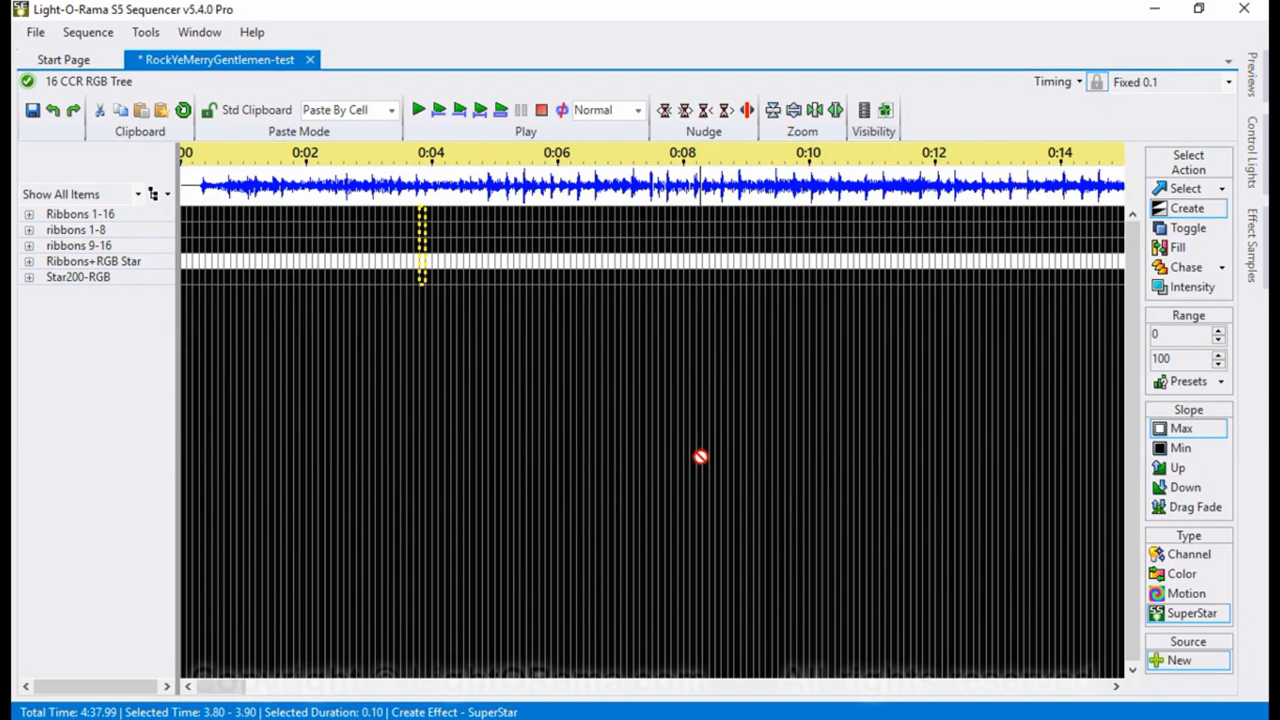 Light-O-Rama S5 Sequencer v5.4.0 Pro
File Sequence Tools Window Help
Start Page * RockYeMerryGentlemen-test
16 CCR RGB Tree Timing Fixed 0.1
Std Clipboard Paste By Cell Normal
Clipboard Paste Mode Play Nudge Zoom Visibility
00 0:02 0:04 0:06 0:08 0:10 0:12 0:14
Show All Items
Ribbons 1-16
ribbons 1-8
ribbons 9-16
Ribbons+RGB Star
Star200-RGB
Select
Action
Select
Create
Toggle
Fill
Chase
Intensity
Range
0
100
Presets
Slope
Max
Min
Up
Down
Drag Fade
Type
Channel
Color
Motion
SuperStar
Source
New
Previews
Control Lights
Effect Samples
Copyright © LightORama.com All rights reserved
Total Time: 4:37.99 | Selected Time: 3.80 - 3.90 | Selected Duration: 0.10 | Create Effect - SuperStar